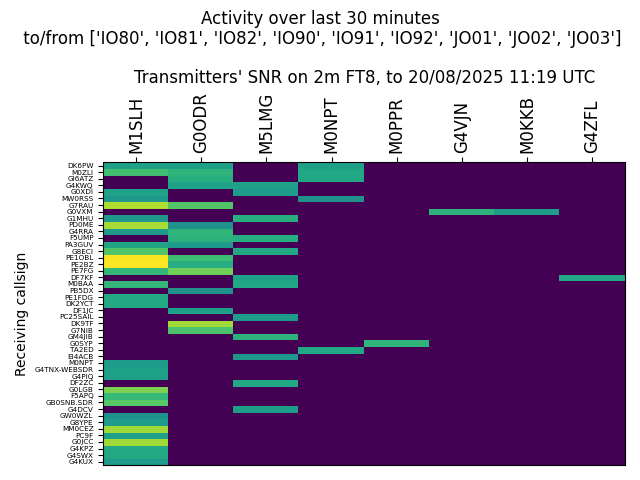 Activity over last 30 minutes
to/from ['IO80', 'IO81', 'IO82', 'IO90', 'IO91', 'IO92', 'JO01', 'JO02', 'JO03']
Transmitters' SNR on 2m FT8, to 20/08/2025 11:19 UTC
M1SLH
G0ODR
M5LMG
M0NPT
M0PPR
G4VJN
M0KKB
G4ZFL
Receiving callsign
DK6PW
M0ZLI
GI6ATZ
G4KWQ
G0XDI
MW0RSS
G7RAU
G0VXM
G1MHU
PD0ME
G4RRA
F5UMP
PA3GUV
G8ECI
PE1OBL
PE2BZ
PE7FG
DF7KF
M0BAA
PB5DX
PE1FDG
DK2YCT
DF1JC
PC25SAIL
DK9TF
G7NIB
GM4JJB
G0SYP
TA2ED
EI4ACB
M0NPT
G4TNX-WEBSDR
G4PIQ
DF2ZC
G0LGB
F5APQ
GB0SNB.SDR
G4DCV
GW0WZL
G8YPE
MM0CEZ
PC9F
G0JCC
G4KPZ
G4SWX
G4KUX